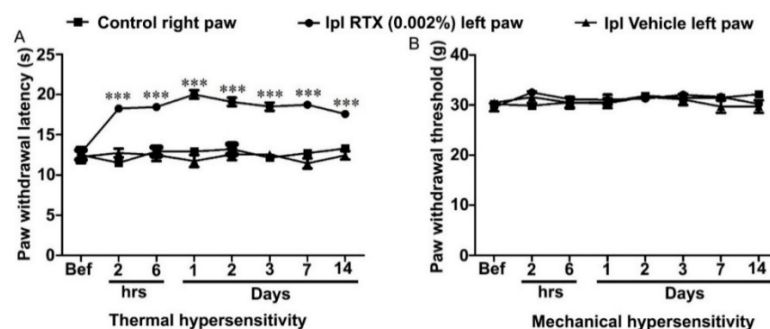 Control right paw Ipl RTX (0.002%) left paw Ipl Vehicle left paw
A
Paw withdrawal latency (s)
25
20
15
10
5
0
*** *** *** *** *** *** ***
Bef 2 6 1 2 3 7 14
hrs Days
Thermal hypersensitivity
B
Paw withdrawal threshold (g)
40
30
20
10
0
Bef 2 6 1 2 3 7 14
hrs Days
Mechanical hypersensitivity